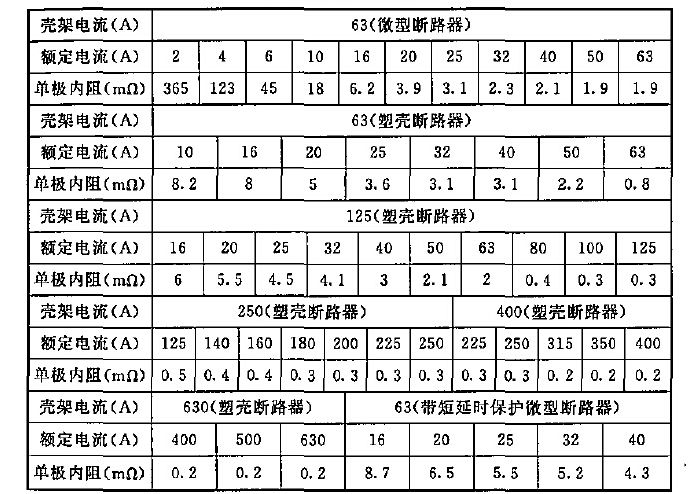 壳架电流(A) 63(微型断路器)
额定电流(A) 2 4 6 10 16 20 25 32 40 50 63
单极内阻(mΩ) 365 123 45 18 6.2 3.9 3.1 2.3 2.1 1.9 1.9
壳架电流(A) 63(塑壳断路器)
额定电流(A) 10 16 20 25 32 40 50 63
单极内阻(mΩ) 8.2 8 5 3.6 3.1 3.1 2.2 0.8
壳架电流(A) 125(塑壳断路器)
额定电流(A) 16 20 25 32 40 50 63 80 100 125
单极内阻(mΩ) 6 5.5 4.5 4.1 3 2.1 2 0.4 0.3 0.3
壳架电流(A) 250(塑壳断路器) 400(塑壳断路器)
额定电流(A) 125 140 160 180 200 225 250 225 250 315 350 400
单极内阻(mΩ) 0.5 0.4 0.4 0.3 0.3 0.3 0.3 0.3 0.3 0.2 0.2 0.2
壳架电流(A) 630(塑壳断路器) 63(带短延时保护微型断路器)
额定电流(A) 400 500 630 16 20 25 32 40
单极内阻(mΩ) 0.2 0.2 0.2 8.7 6.5 5.5 5.2 4.3